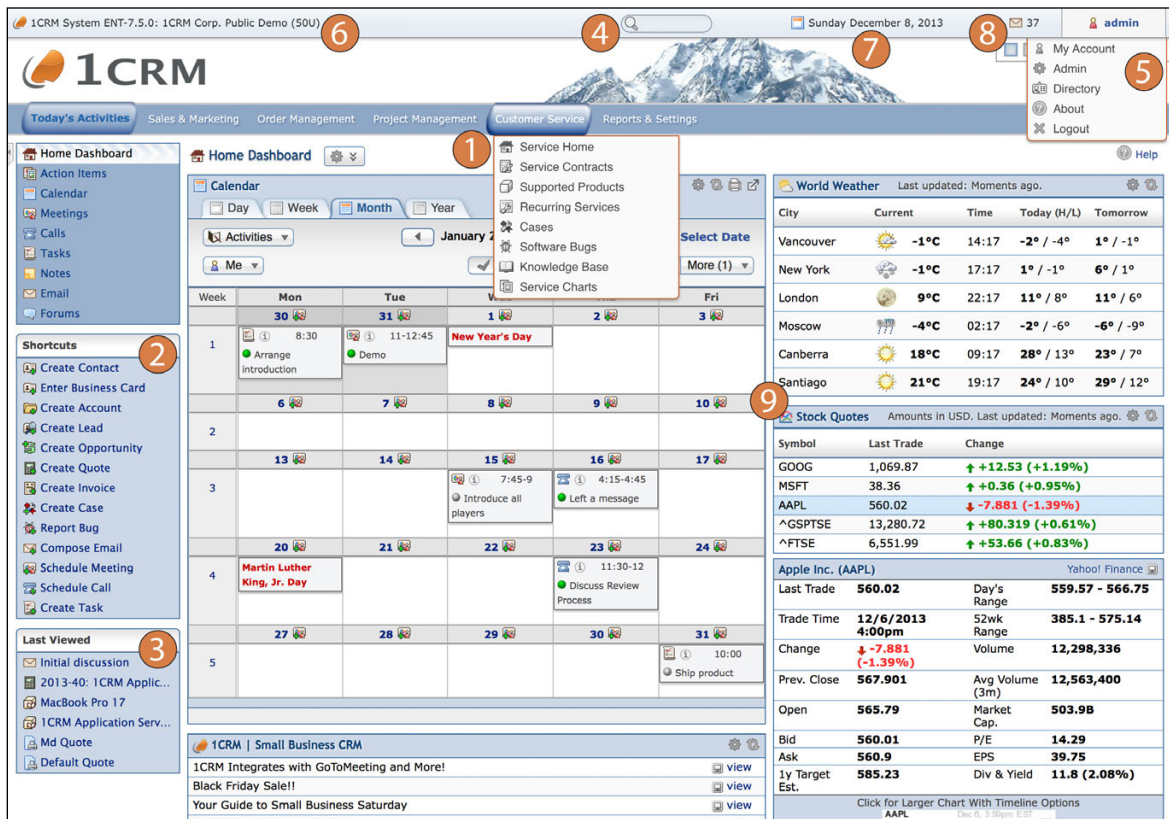 1CRM System ENT-7.5.0: 1CRM Corp. Public Demo (50U)
6
4
Sunday December 8, 2013
7
8
37
admin
1CRM
My Account
Admin
Directory
About
Logout
5
Today's Activities
Sales & Marketing
Order Management
Project Management
Customer Service
Reports & Settings
1
Service Home
Service Contracts
Supported Products
Recurring Services
Cases
Software Bugs
Knowledge Base
Service Charts
Home Dashboard
Action Items
Calendar
Meetings
Calls
Tasks
Notes
Email
Forums
Shortcuts
2
Create Contact
Enter Business Card
Create Account
Create Lead
Create Opportunity
Create Quote
Create Invoice
Create Case
Report Bug
Compose Email
Schedule Meeting
Schedule Call
Create Task
Last Viewed
3
Initial discussion
2013-40: 1CRM Applic...
MacBook Pro 17
1CRM Application Serv...
Md Quote
Default Quote
Home Dashboard
Help
Calendar
Day Week Month Year
Activities
January 2
Select Date
Me
More (1)
Week Mon Tue Fri
30 31 1 2 3
1
8:30
Arrange introduction
11-12:45
Demo
New Year's Day
6 7 8 9 10
2
13 14 15 16 17
3
7:45-9
Introduce all players
4:15-4:45
Left a message
20 21 22 23 24
4
Martin Luther King, Jr. Day
11:30-12
Discuss Review Process
27 28 29 30 31
5
10:00
Ship product
1CRM | Small Business CRM
1CRM Integrates with GoToMeeting and More! view
Black Friday Sale!! view
Your Guide to Small Business Saturday view
World Weather Last updated: Moments ago.
City Current Time Today (H/L) Tomorrow
Vancouver -1°C 14:17 -2° / -4° 1° / -1°
New York -1°C 17:17 1° / -1° 6° / 1°
London 9°C 22:17 11° / 8° 11° / 6°
Moscow -4°C 02:17 -2° / -6° -6° / -9°
Canberra 18°C 09:17 28° / 13° 23° / 7°
Santiago 21°C 19:17 24° / 10° 29° / 12°
9
Stock Quotes Amounts in USD. Last updated: Moments ago.
Symbol Last Trade Change
GOOG 1,069.87 +12.53 (+1.19%)
MSFT 38.36 +0.36 (+0.95%)
AAPL 560.02 -7.881 (-1.39%)
^GSPTSE 13,280.72 +80.319 (+0.61%)
^FTSE 6,551.99 +53.66 (+0.83%)
Apple Inc. (AAPL) Yahoo! Finance
Last Trade 560.02 Day's Range 559.57 - 566.75
Trade Time 12/6/2013 4:00pm 52wk Range 385.1 - 575.14
Change -7.881 (-1.39%) Volume 12,298,336
Prev. Close 567.901 Avg Volume (3m) 12,563,400
Open 565.79 Market Cap. 503.9B
Bid 560.01 P/E 14.29
Ask 560.9 EPS 39.75
1y Target Est. 585.23 Div & Yield 11.8 (2.08%)
Click for Larger Chart With Timeline Options
AAPL Dec 6, 3:59pm EST